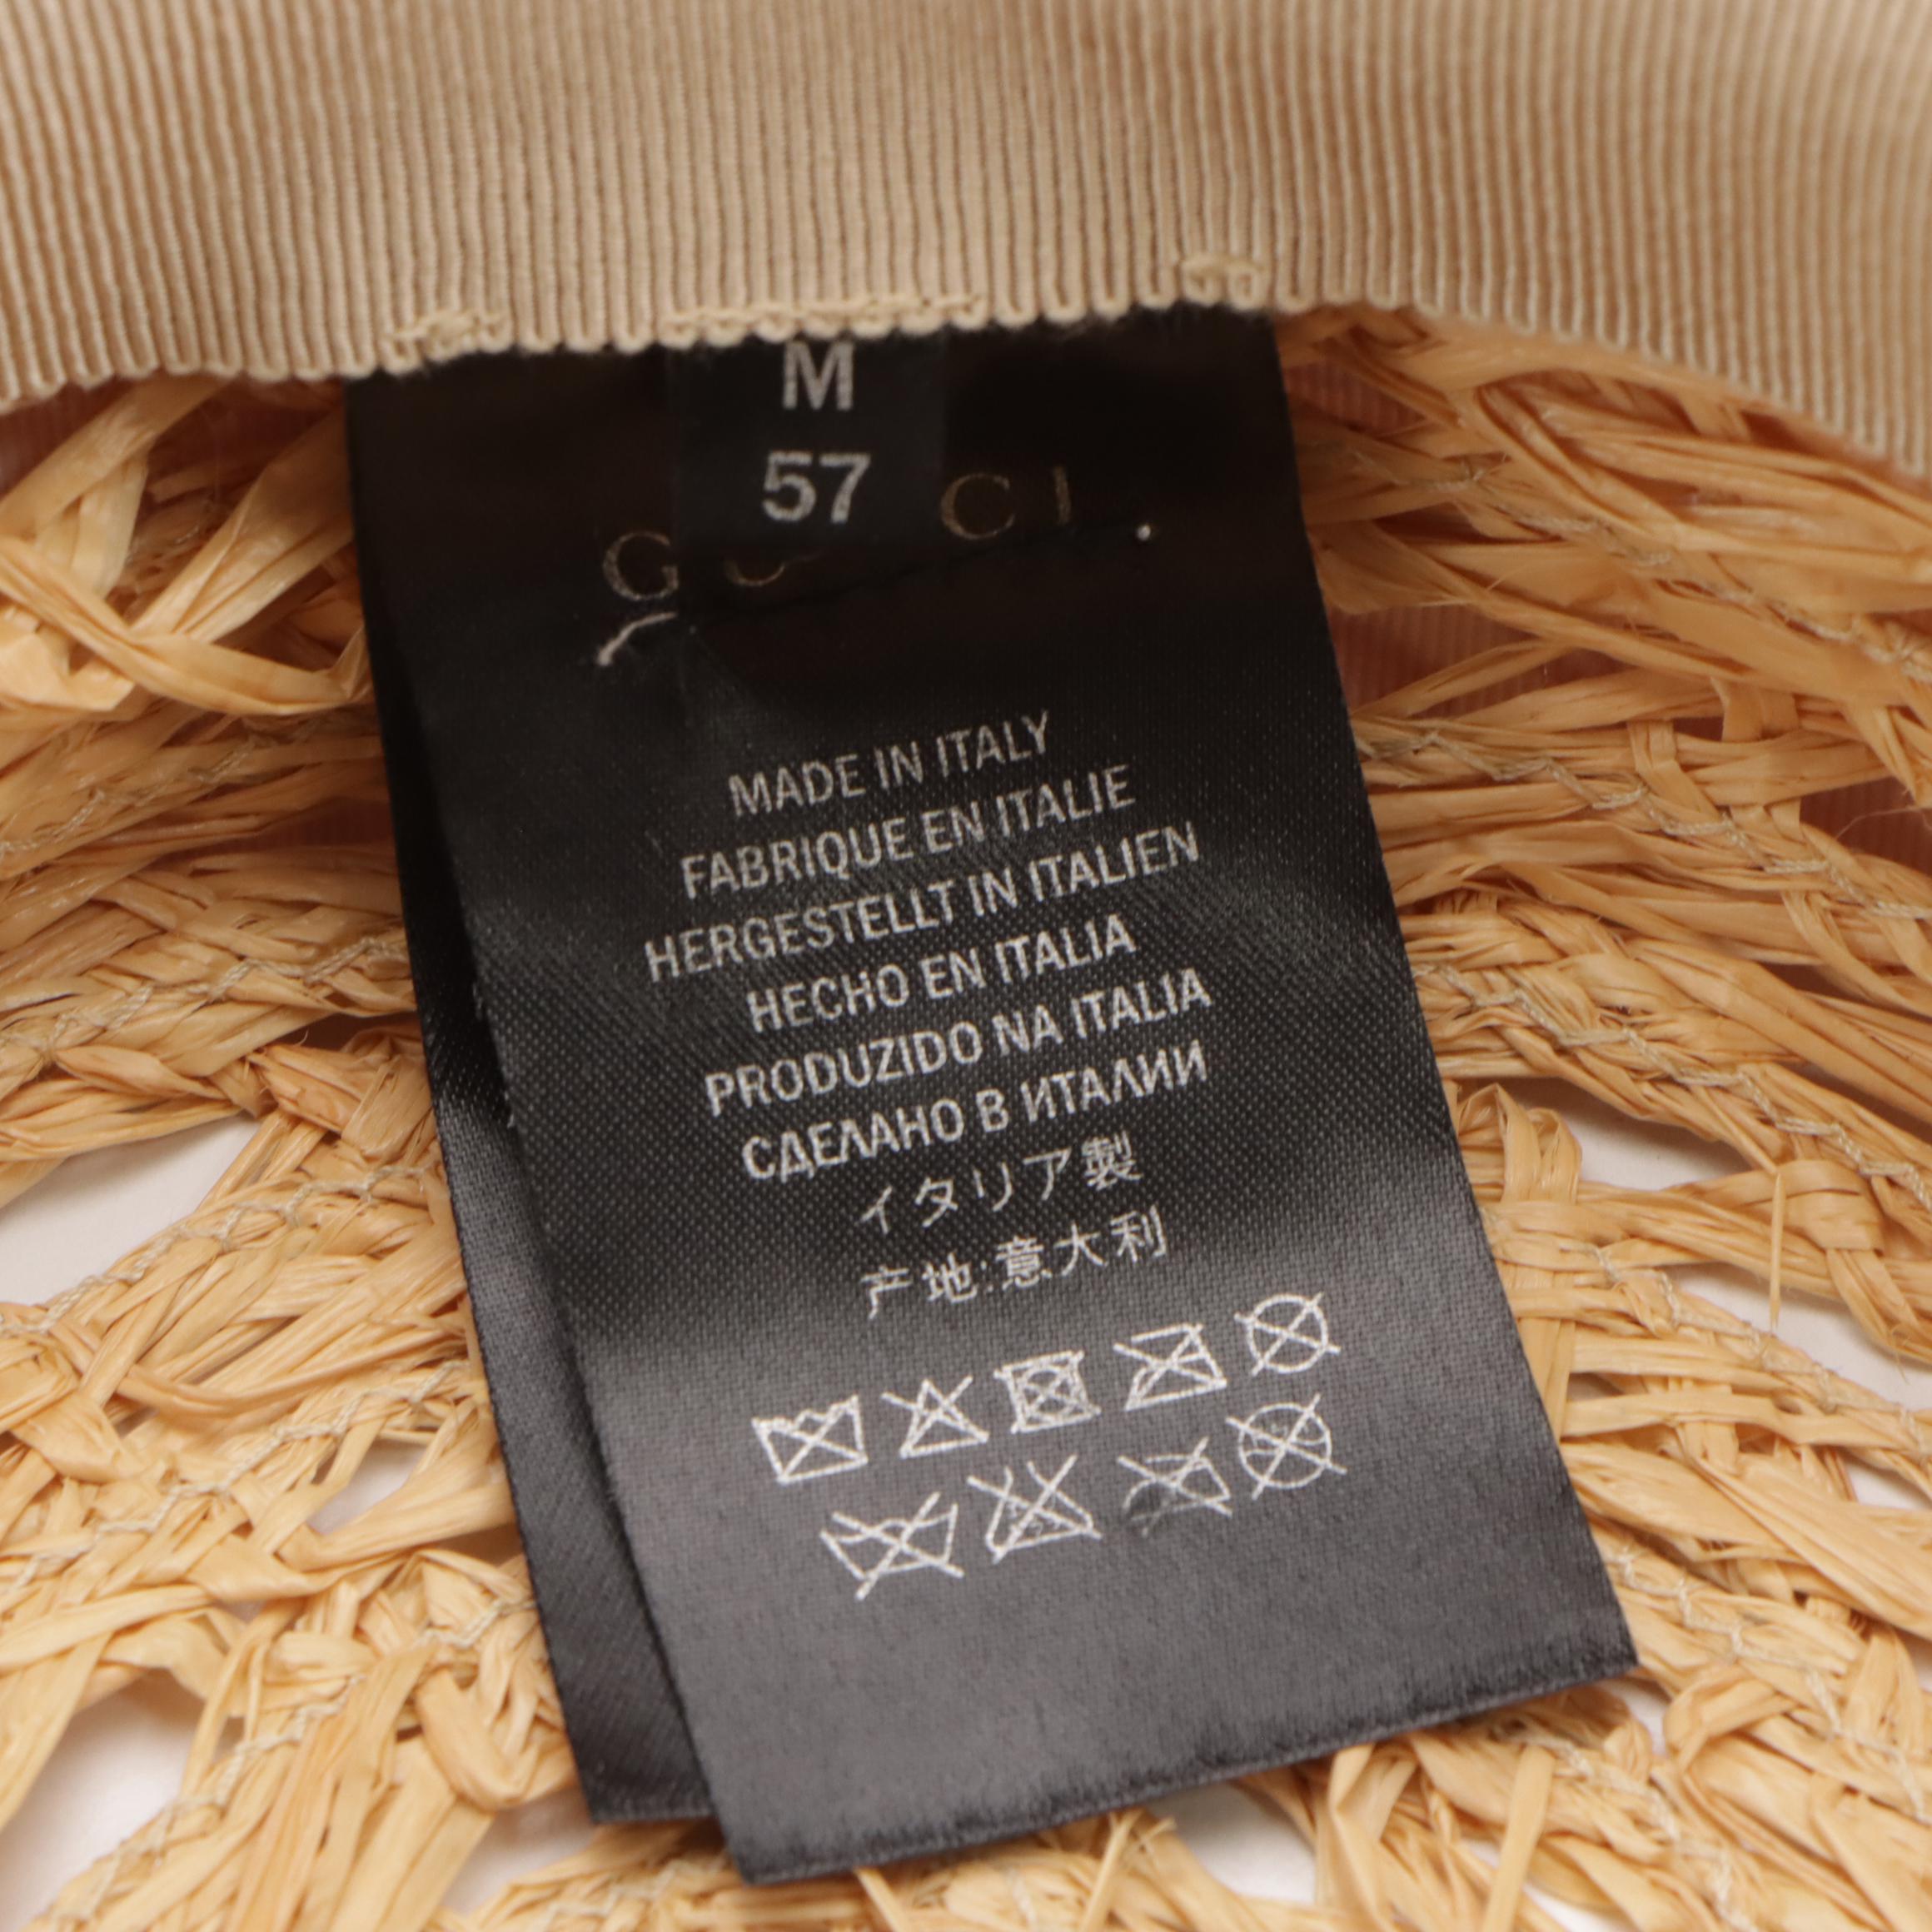 M
57
GUCCI
MADE IN ITALY
FABRIQUE EN ITALIE
HERGESTELLT IN ITALIEN
HECHO EN ITALIA
PRODUZIDO NA ITALIA
СДЕЛАНО В ИТАЛИИ
イタリア製
产地:意大利